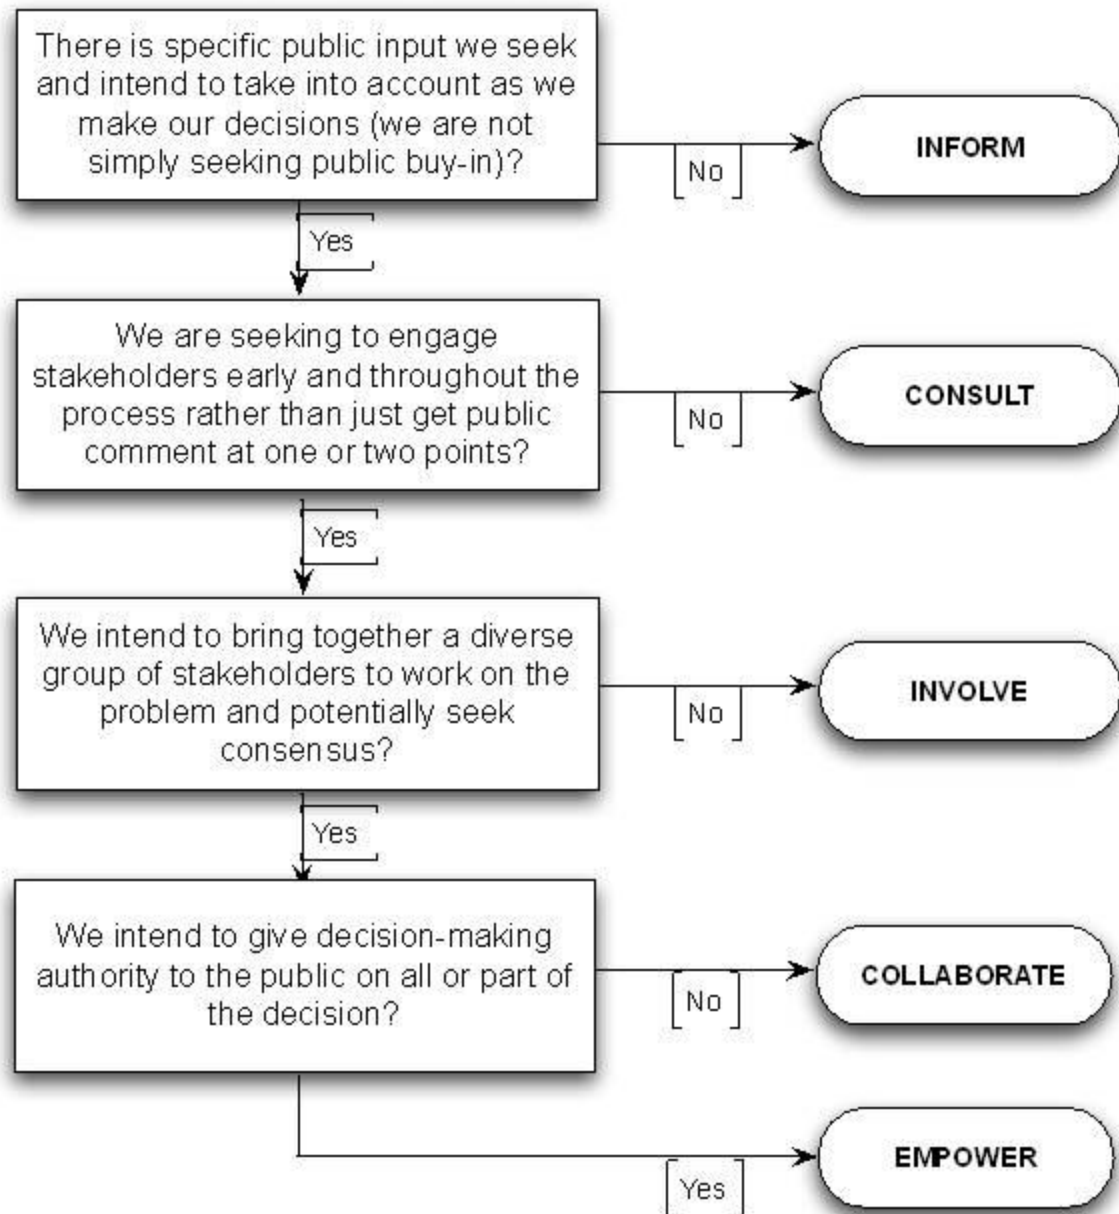 There is specific public input we seek
and intend to take into account as we
make our decisions (we are not
simply seeking public buy-in)?
No
INFORM
Yes
We are seeking to engage
stakeholders early and throughout the
process rather than just get public
comment at one or two points?
No
CONSULT
Yes
We intend to bring together a diverse
group of stakeholders to work on the
problem and potentially seek
consensus?
No
INVOLVE
Yes
We intend to give decision-making
authority to the public on all or part of
the decision?
No
COLLABORATE
Yes
EMPOWER